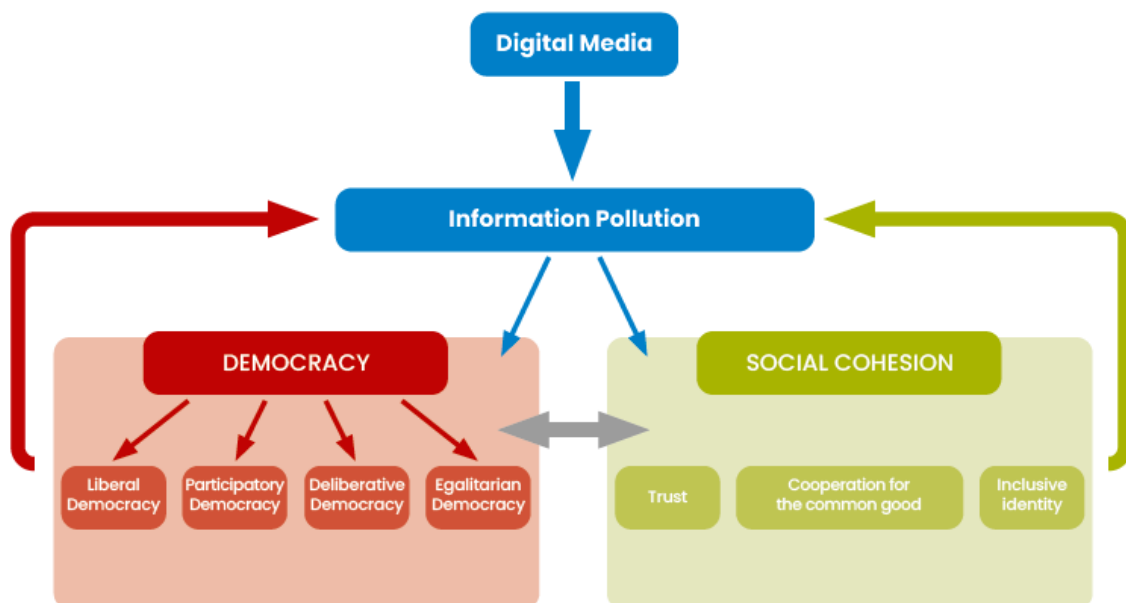 Digital Media
Information Pollution
DEMOCRACY
SOCIAL COHESION
Liberal
Democracy
Participatory
Democracy
Deliberative
Democracy
Egalitarian
Democracy
Trust
Cooperation for
the common good
Inclusive
identity